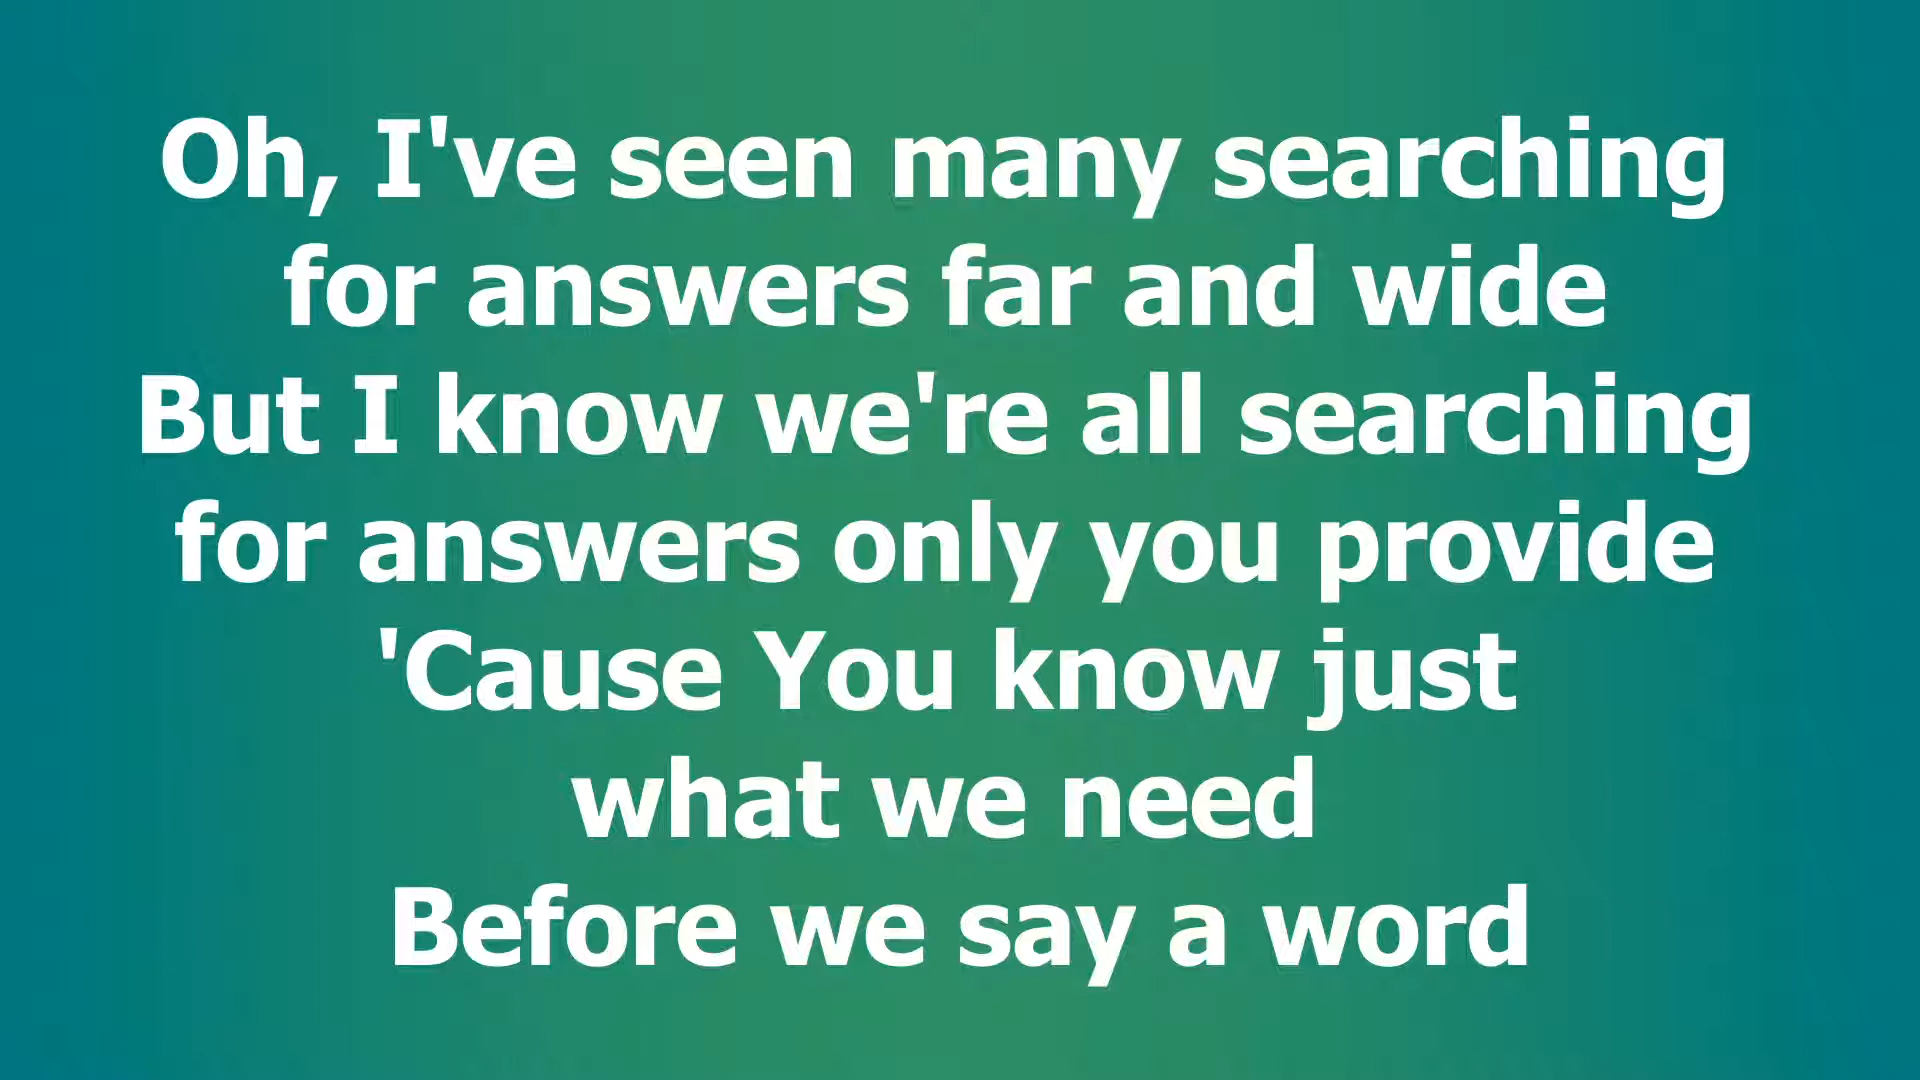 Oh, I've seen many searching
for answers far and wide
But I know we're all searching
for answers only you provide
'Cause You know just
what we need
Before we say a word